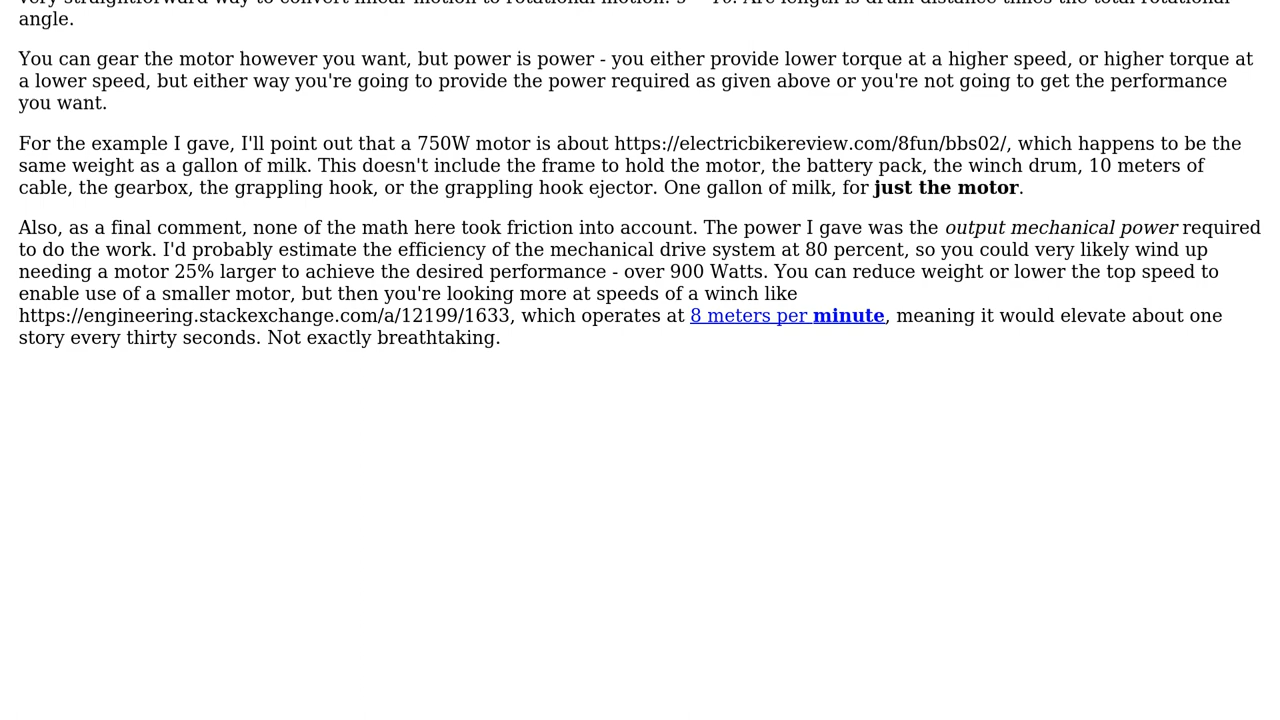 angle.
You can gear the motor however you want, but power is power - you either provide lower torque at a higher speed, or higher torque at
a lower speed, but either way you're going to provide the power required as given above or you're not going to get the performance
you want.
For the example I gave, I'll point out that a 750W motor is about https://electricbikereview.com/8fun/bbs02/, which happens to be the
same weight as a gallon of milk. This doesn't include the frame to hold the motor, the battery pack, the winch drum, 10 meters of
cable, the gearbox, the grappling hook, or the grappling hook ejector. One gallon of milk, for just the motor.
Also, as a final comment, none of the math here took friction into account. The power I gave was the output mechanical power required
to do the work. I'd probably estimate the efficiency of the mechanical drive system at 80 percent, so you could very likely wind up
needing a motor 25% larger to achieve the desired performance - over 900 Watts. You can reduce weight or lower the top speed to
enable use of a smaller motor, but then you're looking more at speeds of a winch like
https://engineering.stackexchange.com/a/12199/1633, which operates at 8 meters per minute, meaning it would elevate about one
story every thirty seconds. Not exactly breathtaking.